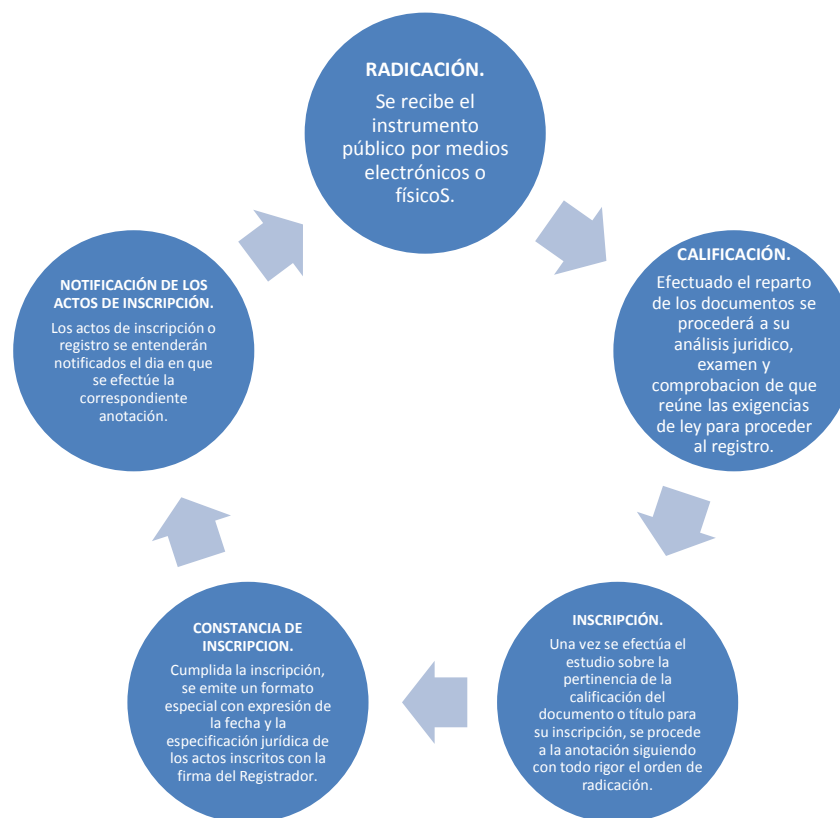 RADICACIÓN.
Se recibe el
instrumento
público por medios
electrónicos o
físicoS.
CALIFICACIÓN.
Efectuado el reparto
de los documentos se
procederá a su
análisis juridico,
examen y
comprobacion de que
reúne las exigencias
de ley para proceder
al registro.
INSCRIPCIÓN.
Una vez se efectúa el
estudio sobre la
pertinencia de la
calificación del
documento o título para
su inscripción, se procede
a la anotación siguiendo
con todo rigor el orden de
radicación.
CONSTANCIA DE
INSCRIPCION.
Cumplida la inscripción,
se emite un formato
especial con expresión de
la fecha y la
especificación jurídica de
los actos inscritos con la
firma del Registrador.
NOTIFICACIÓN DE LOS
ACTOS DE INSCRIPCIÓN.
Los actos de inscripción o
registro se entenderán
notificados el dia en que
se efectúe la
correspondiente
anotación.